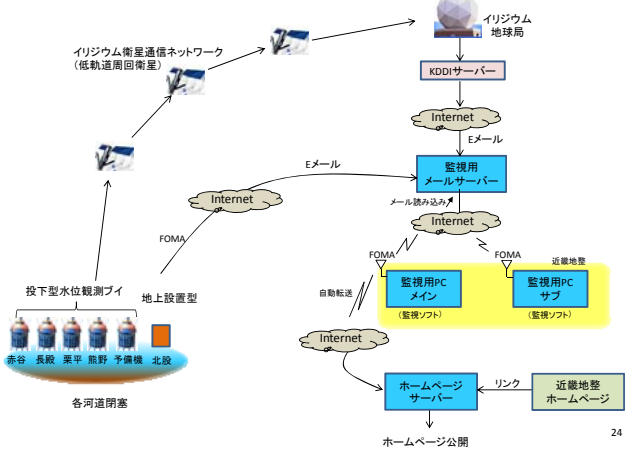 イリジウム
地球局
イリジウム衛星通信ネットワーク
（低軌道周回衛星）
KDDIサーバー
Internet
Eメール
Eメール
監視用
メールサーバー
Internet
メール読み込み
Internet
FOMA
FOMA
FOMA
近畿地整
投下型水位観測ブイ
地上設置型
監視用PC
メイン
監視用PC
サブ
自動転送
（監視ソフト）
（監視ソフト）
Internet
赤谷
長殿
栗平
熊野
予備機
北股
ホームページ
サーバー
リンク
近畿地整
ホームページ
各河道閉塞
ホームページ公開
24